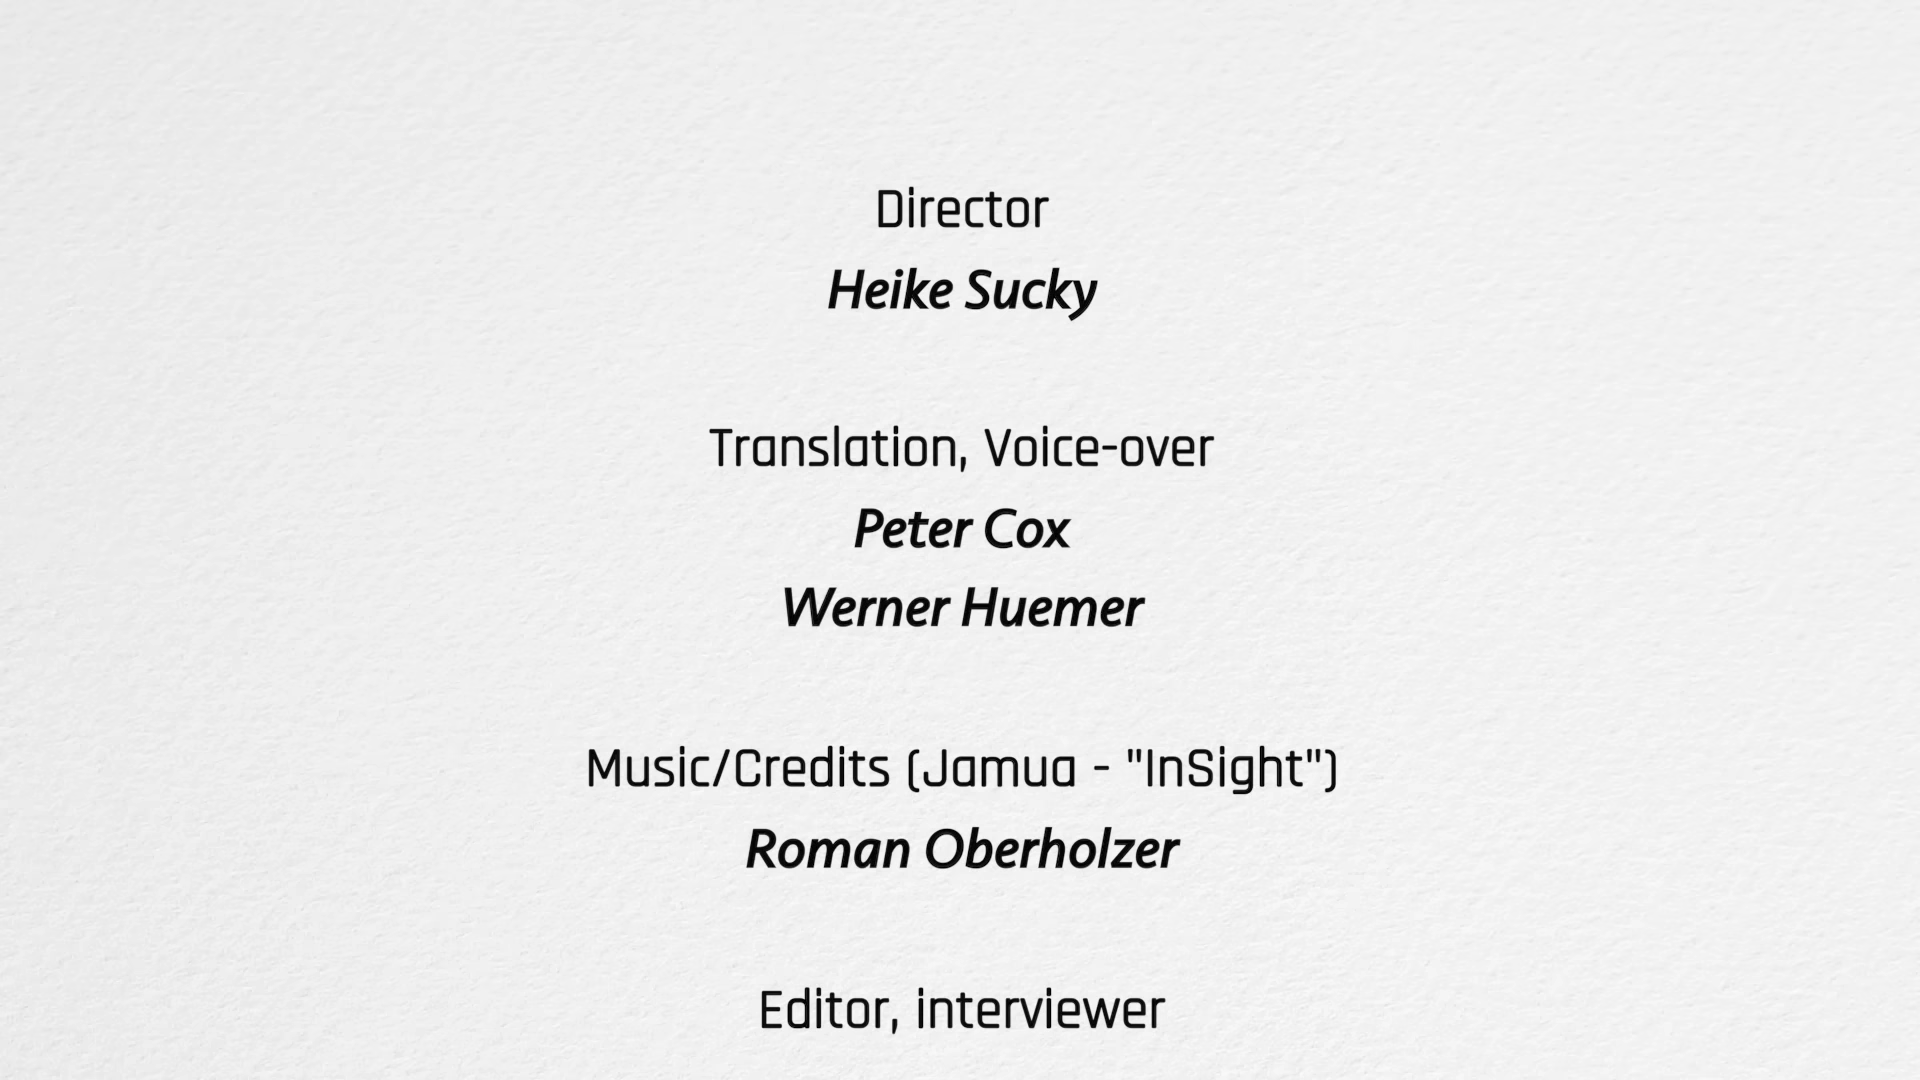 Director
Heike Sucky
Translation, Voice-over
Peter Cox
Werner Huemer
Music/Credits (Jamua - "InSight")
Roman Oberholzer
Editor, interviewer